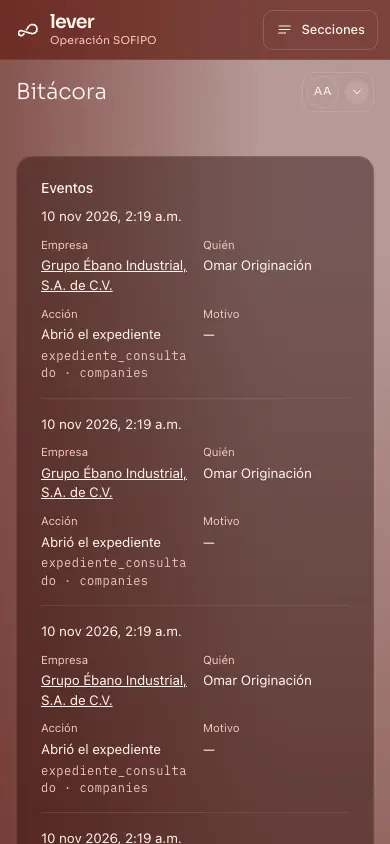 lever
Operación SOFIPO
Secciones
Bitácora
AA
Eventos
10 nov 2026, 2:19 a.m.
Empresa
Quién
Grupo Ébano Industrial,
S.A. de C.V.
Omar Originación
Acción
Motivo
Abrió el expediente
—
expediente_consulta
do · companies
10 nov 2026, 2:19 a.m.
Empresa
Quién
Grupo Ébano Industrial,
S.A. de C.V.
Omar Originación
Acción
Motivo
Abrió el expediente
—
expediente_consulta
do · companies
10 nov 2026, 2:19 a.m.
Empresa
Quién
Grupo Ébano Industrial,
S.A. de C.V.
Omar Originación
Acción
Motivo
Abrió el expediente
—
expediente_consulta
do · companies
10 nov 2026, 2:19 a.m.